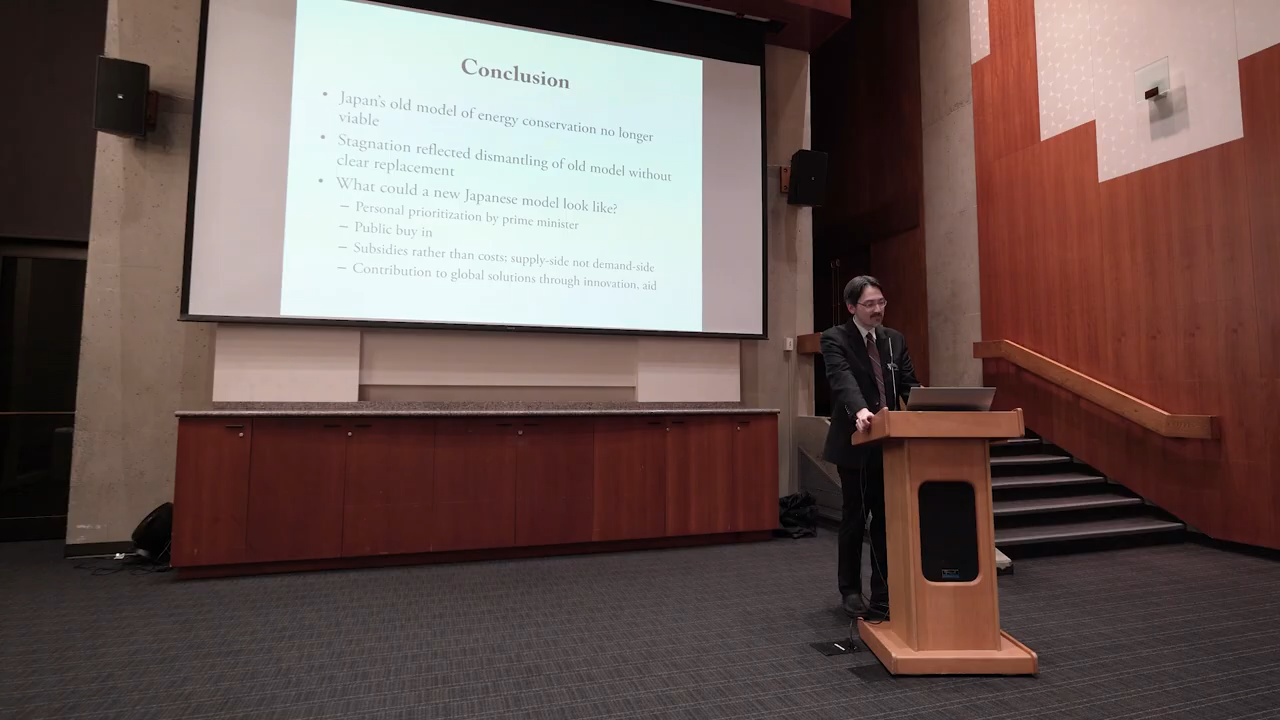 Conclusion
• Japan's old model of energy conservation no longer
viable
• Stagnation reflected dismantling of old model without
clear replacement
• What could a new Japanese model look like?
– Personal prioritization by prime minister
– Public buy in
– Subsidies rather than costs; supply-side not demand-side
– Contribution to global solutions through innovation, aid